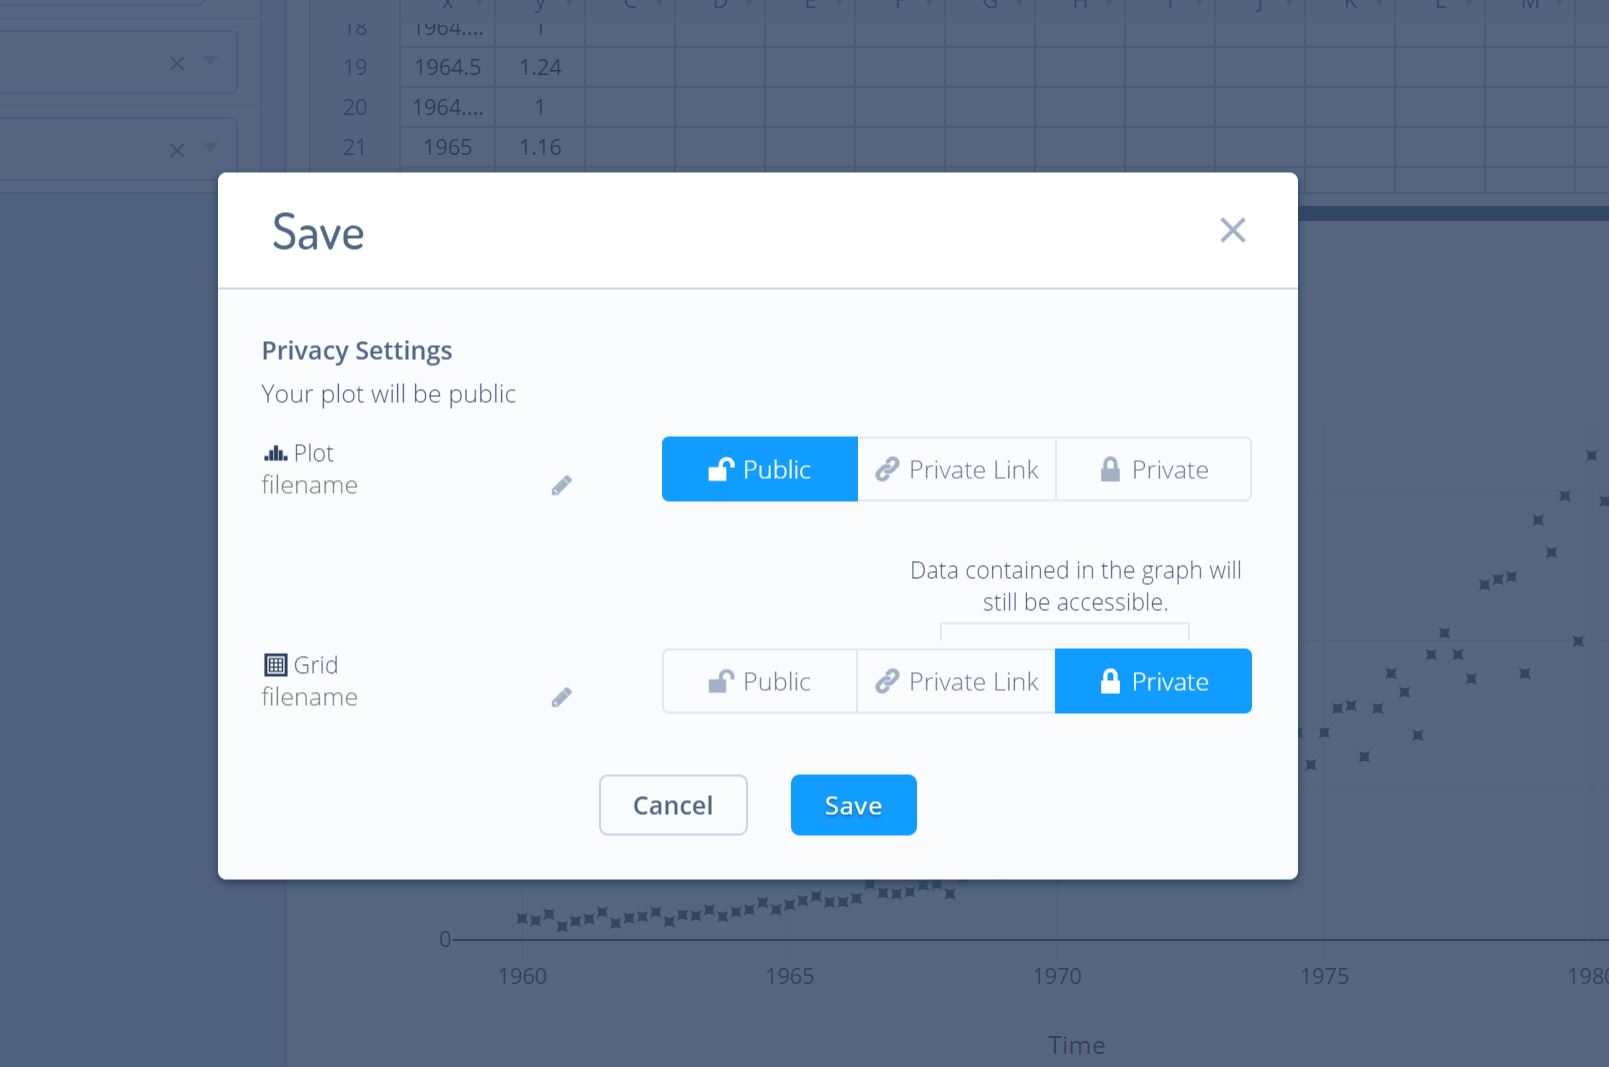 x y C D E F G H I J K L M
18 1964.... 1
19 1964.5 1.24
20 1964.... 1
21 1965 1.16
Save
Privacy Settings
Your plot will be public
Plot
filename
Public Private Link Private
Data contained in the graph will
still be accessible.
Grid
filename
Public Private Link Private
Cancel Save
0
1960 1965 1970 1975 1980
Time